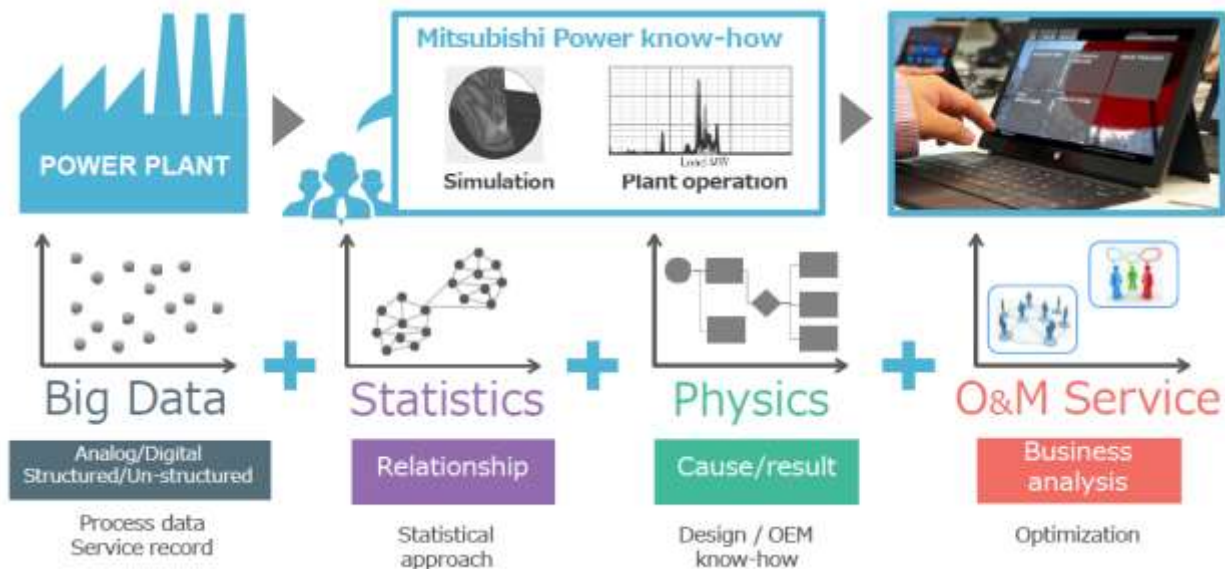 Mitsubishi Power know-how
POWER PLANT
Load MW
Simulation
Plant operation
Big Data
Statistics
Physics
O&M Service
Analog/Digital
Structured/Un-structured
Relationship
Cause/result
Business
analysis
Process data
Service record
Statistical
approach
Design / OEM
know-how
Optimization